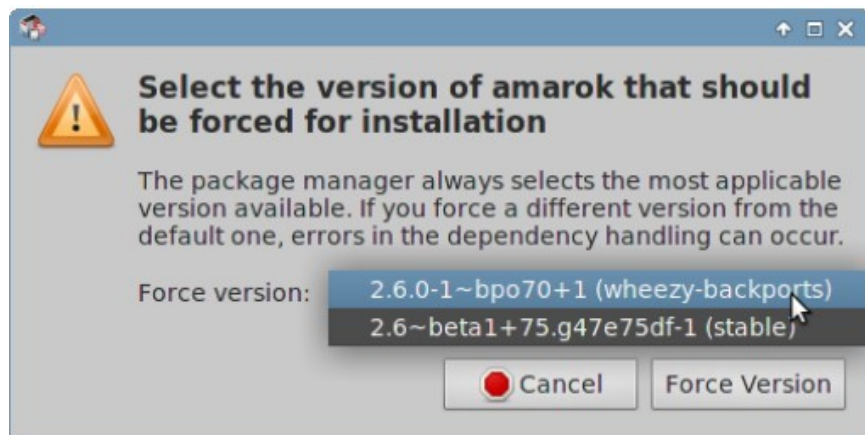 Select the version of amarok that should
be forced for installation
The package manager always selects the most applicable
version available. If you force a different version from the
default one, errors in the dependency handling can occur.
Force version: 2.6.0-1~bpo70+1 (wheezy-backports)
2.6~beta1+75.g47e75df-1 (stable)
Cancel Force Version